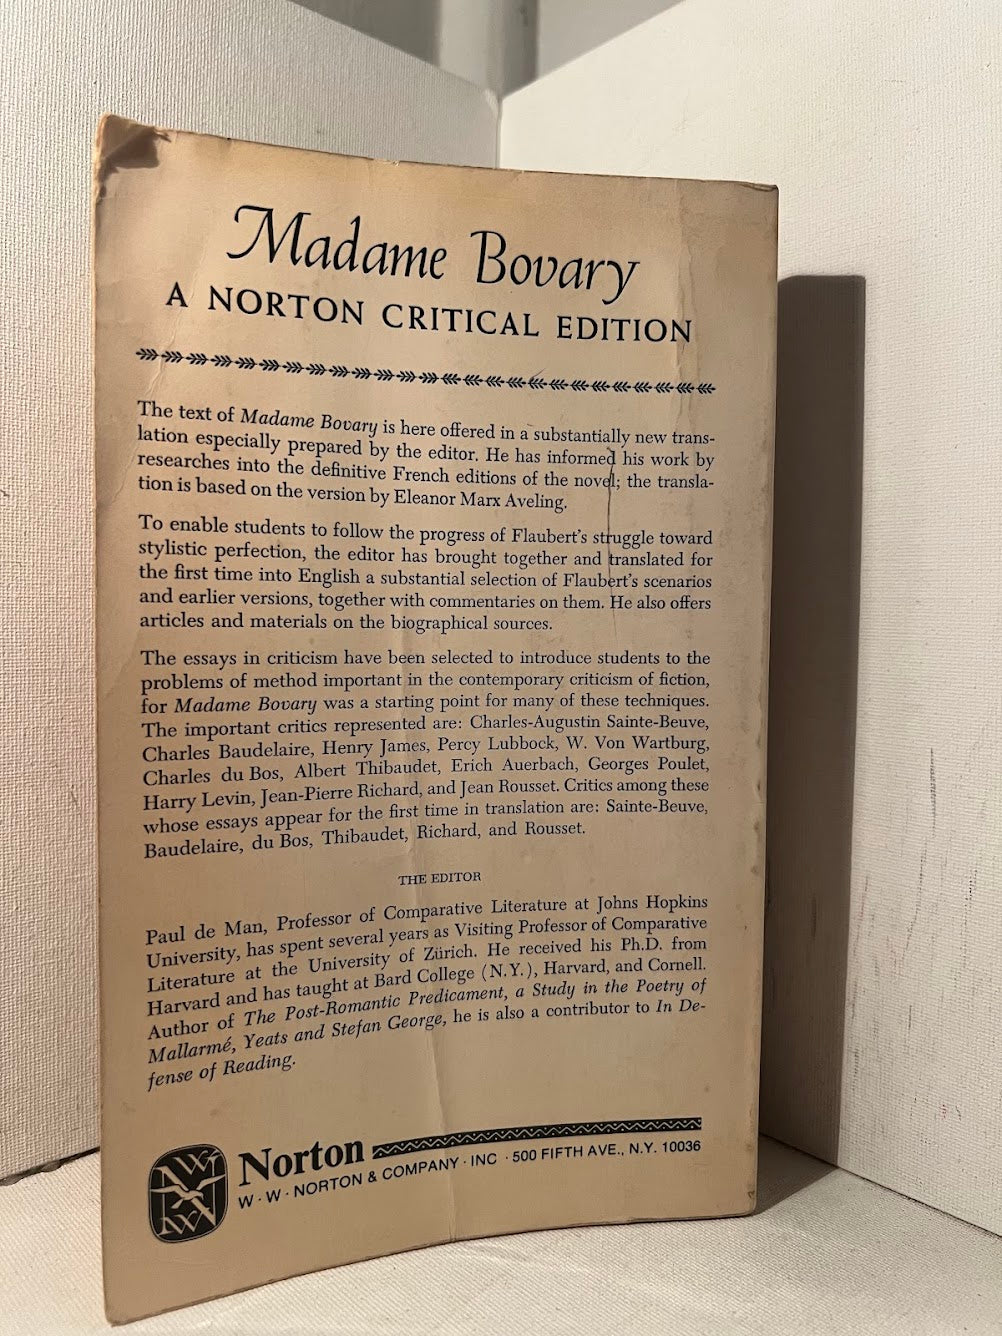 Madame Bovary
A NORTON CRITICAL EDITION
The text of Madame Bovary is here offered in a substantially new trans-
lation especially prepared by the editor. He has informed his work by
researches into the definitive French editions of the novel; the transla-
tion is based on the version by Eleanor Marx Aveling.
To enable students to follow the progress of Flaubert's struggle toward
stylistic perfection, the editor has brought together and translated for
the first time into English a substantial selection of Flaubert's scenarios
and earlier versions, together with commentaries on them. He also offers
articles and materials on the biographical sources.
The essays in criticism have been selected to introduce students to the
problems of method important in the contemporary criticism of fiction,
for Madame Bovary was a starting point for many of these techniques.
The important critics represented are: Charles-Augustin Sainte-Beuve,
Charles Baudelaire, Henry James, Percy Lubbock, W. Von Wartburg,
Charles du Bos, Albert Thibaudet, Erich Auerbach, Georges Poulet,
Harry Levin, Jean-Pierre Richard, and Jean Rousset. Critics among these
whose essays appear for the first time in translation are: Sainte-Beuve,
Baudelaire, du Bos, Thibaudet, Richard, and Rousset.
THE EDITOR
Paul de Man, Professor of Comparative Literature at Johns Hopkins
University, has spent several years as Visiting Professor of Comparative
Literature at the University of Zürich. He received his Ph.D. from
Harvard and has taught at Bard College (N.Y.), Harvard, and Cornell.
Author of The Post-Romantic Predicament, a Study in the Poetry of
Mallarmé, Yeats and Stefan George, he is also a contributor to In De-
fense of Reading.
Norton
W · W · NORTON & COMPANY · INC · 500 FIFTH AVE., N.Y. 10036